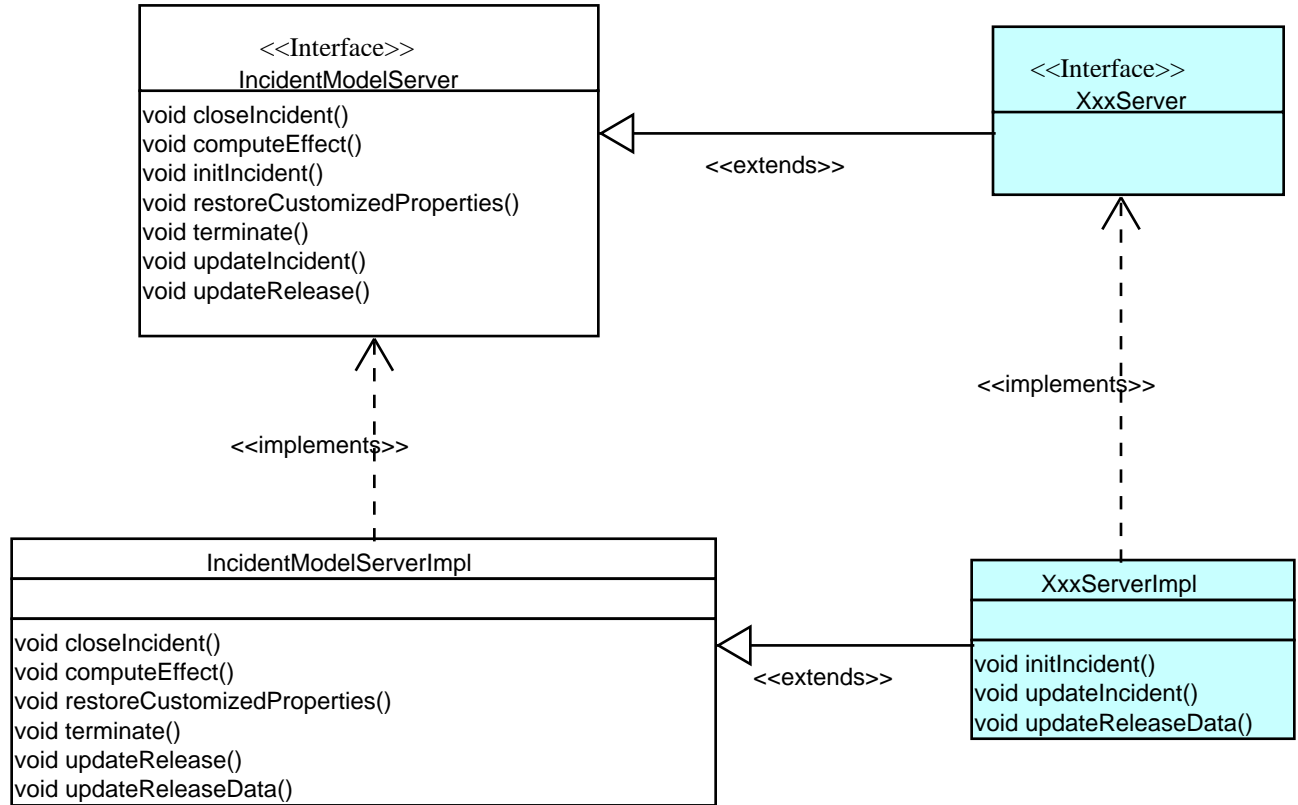 <<Interface>>
IncidentModelServer
void closeIncident()
void computeEffect()
void initIncident()
void restoreCustomizedProperties()
void terminate()
void updateIncident()
void updateRelease()
<<extends>>
<<Interface>>
XxxServer
<<implements>>
<<implements>>
IncidentModelServerImpl
void closeIncident()
void computeEffect()
void restoreCustomizedProperties()
void terminate()
void updateRelease()
void updateReleaseData()
<<extends>>
XxxServerImpl
void initIncident()
void updateIncident()
void updateReleaseData()